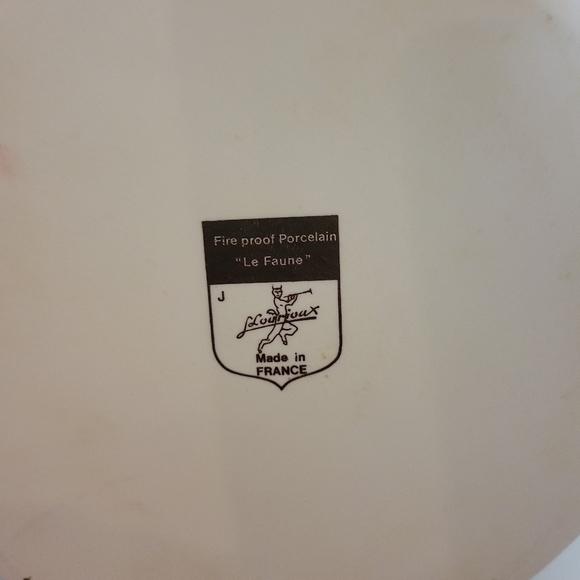 Fire proof Porcelain
"Le Faune"
J
Lourioux
Made in
FRANCE